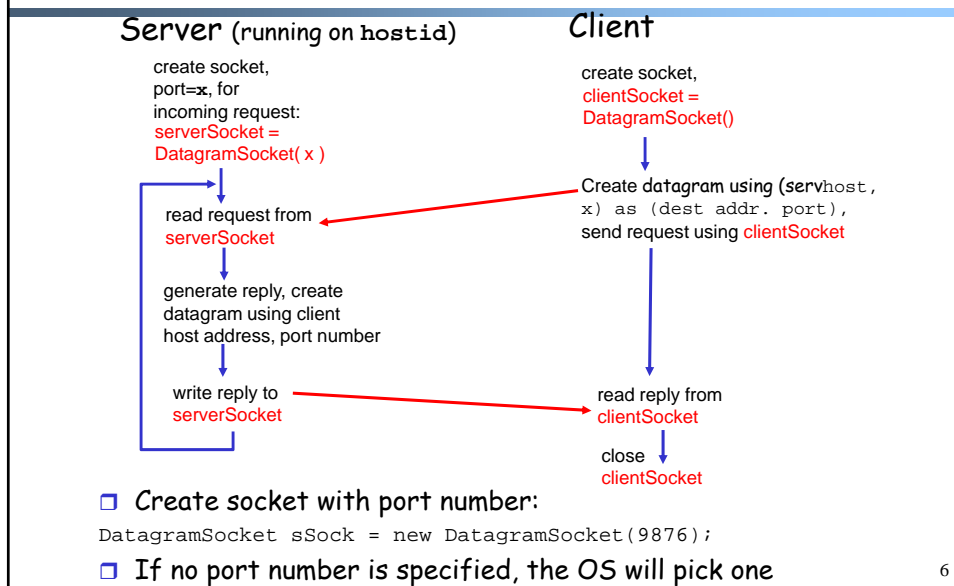 Server (running on hostid)
create socket,
port=x, for
incoming request:
serverSocket =
DatagramSocket( x )
read request from
serverSocket
generate reply, create
datagram using client
host address, port number
write reply to
serverSocket
Client
create socket,
clientSocket =
DatagramSocket()
Create datagram using (servhost,
x) as (dest addr. port),
send request using clientSocket
read reply from
clientSocket
close
clientSocket
Create socket with port number:
DatagramSocket sSock = new DatagramSocket(9876);
If no port number is specified, the OS will pick one
6